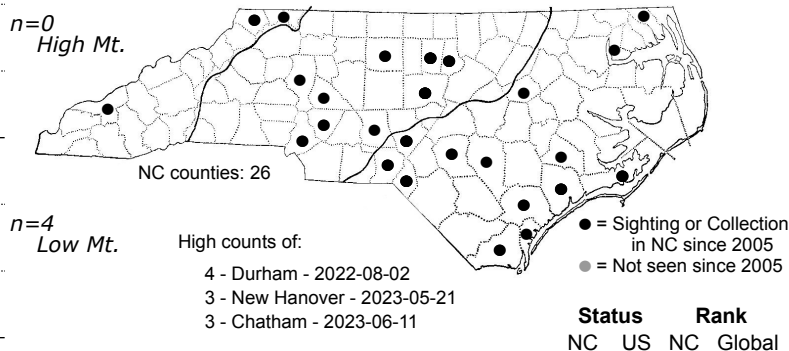 n=0
High Mt.
NC counties: 26
n=4
Low Mt.
High counts of:
4 - Durham - 2022-08-02
3 - New Hanover - 2023-05-21
3 - Chatham - 2023-06-11
= Sighting or Collection
in NC since 2005
= Not seen since 2005
Status Rank
NC US NC Global